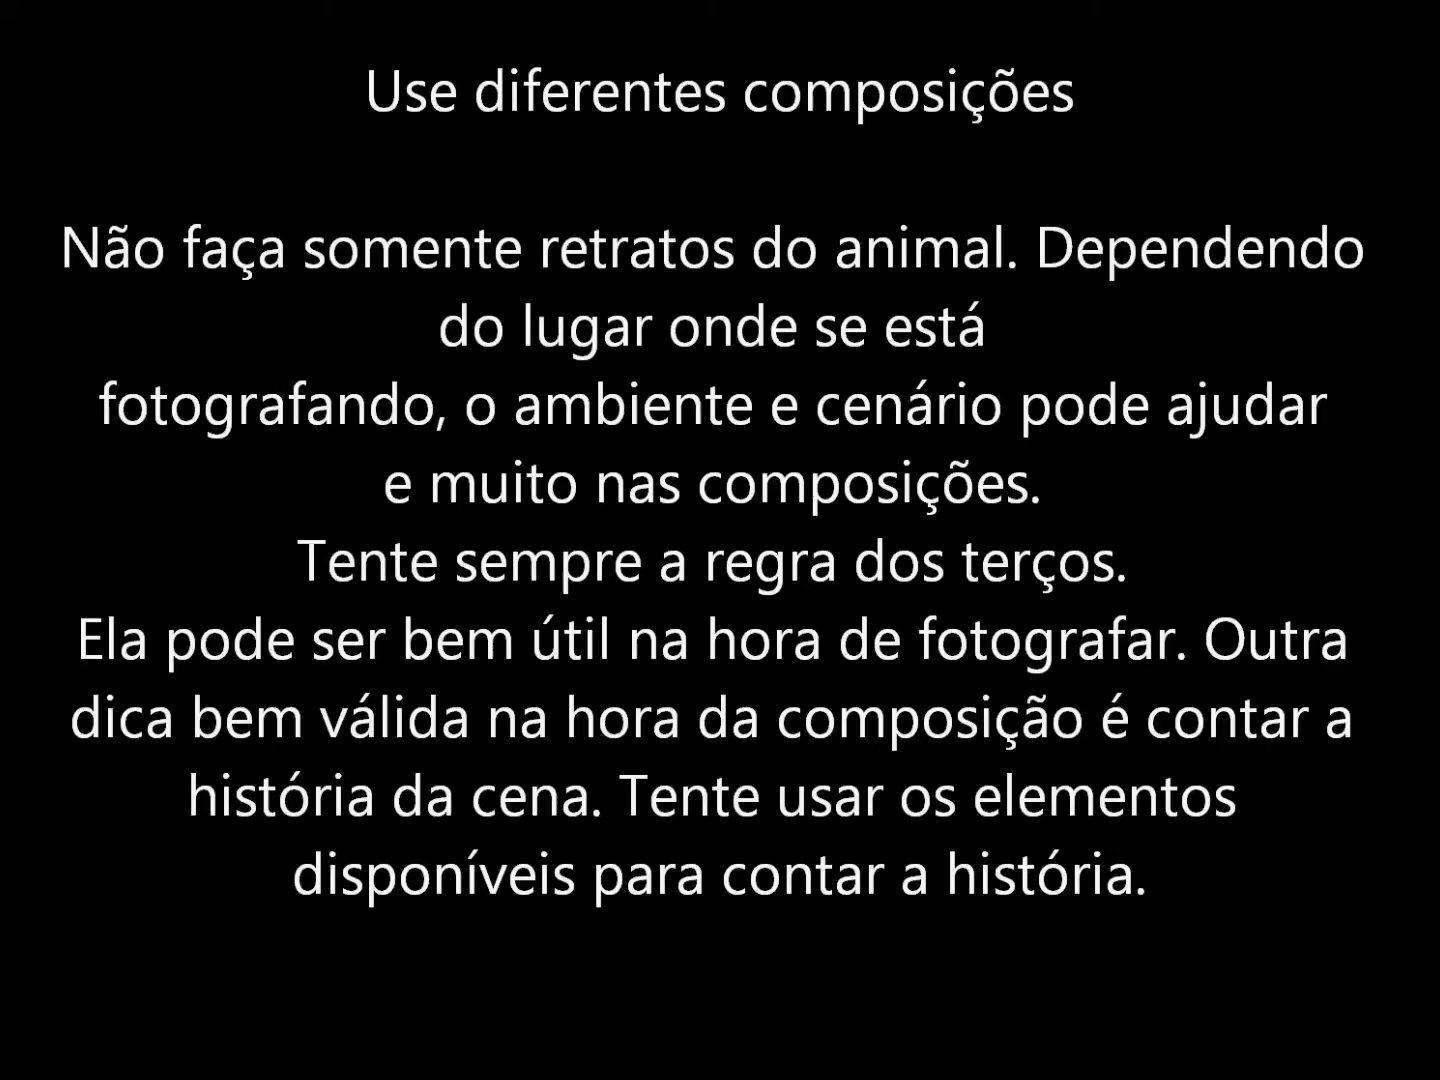 Use diferentes composições
Não faça somente retratos do animal. Dependendo
do lugar onde se está
fotografando, o ambiente e cenário pode ajudar
e muito nas composições.
Tente sempre a regra dos terços.
Ela pode ser bem útil na hora de fotografar. Outra
dica bem válida na hora da composição é contar a
história da cena. Tente usar os elementos
disponíveis para contar a história.